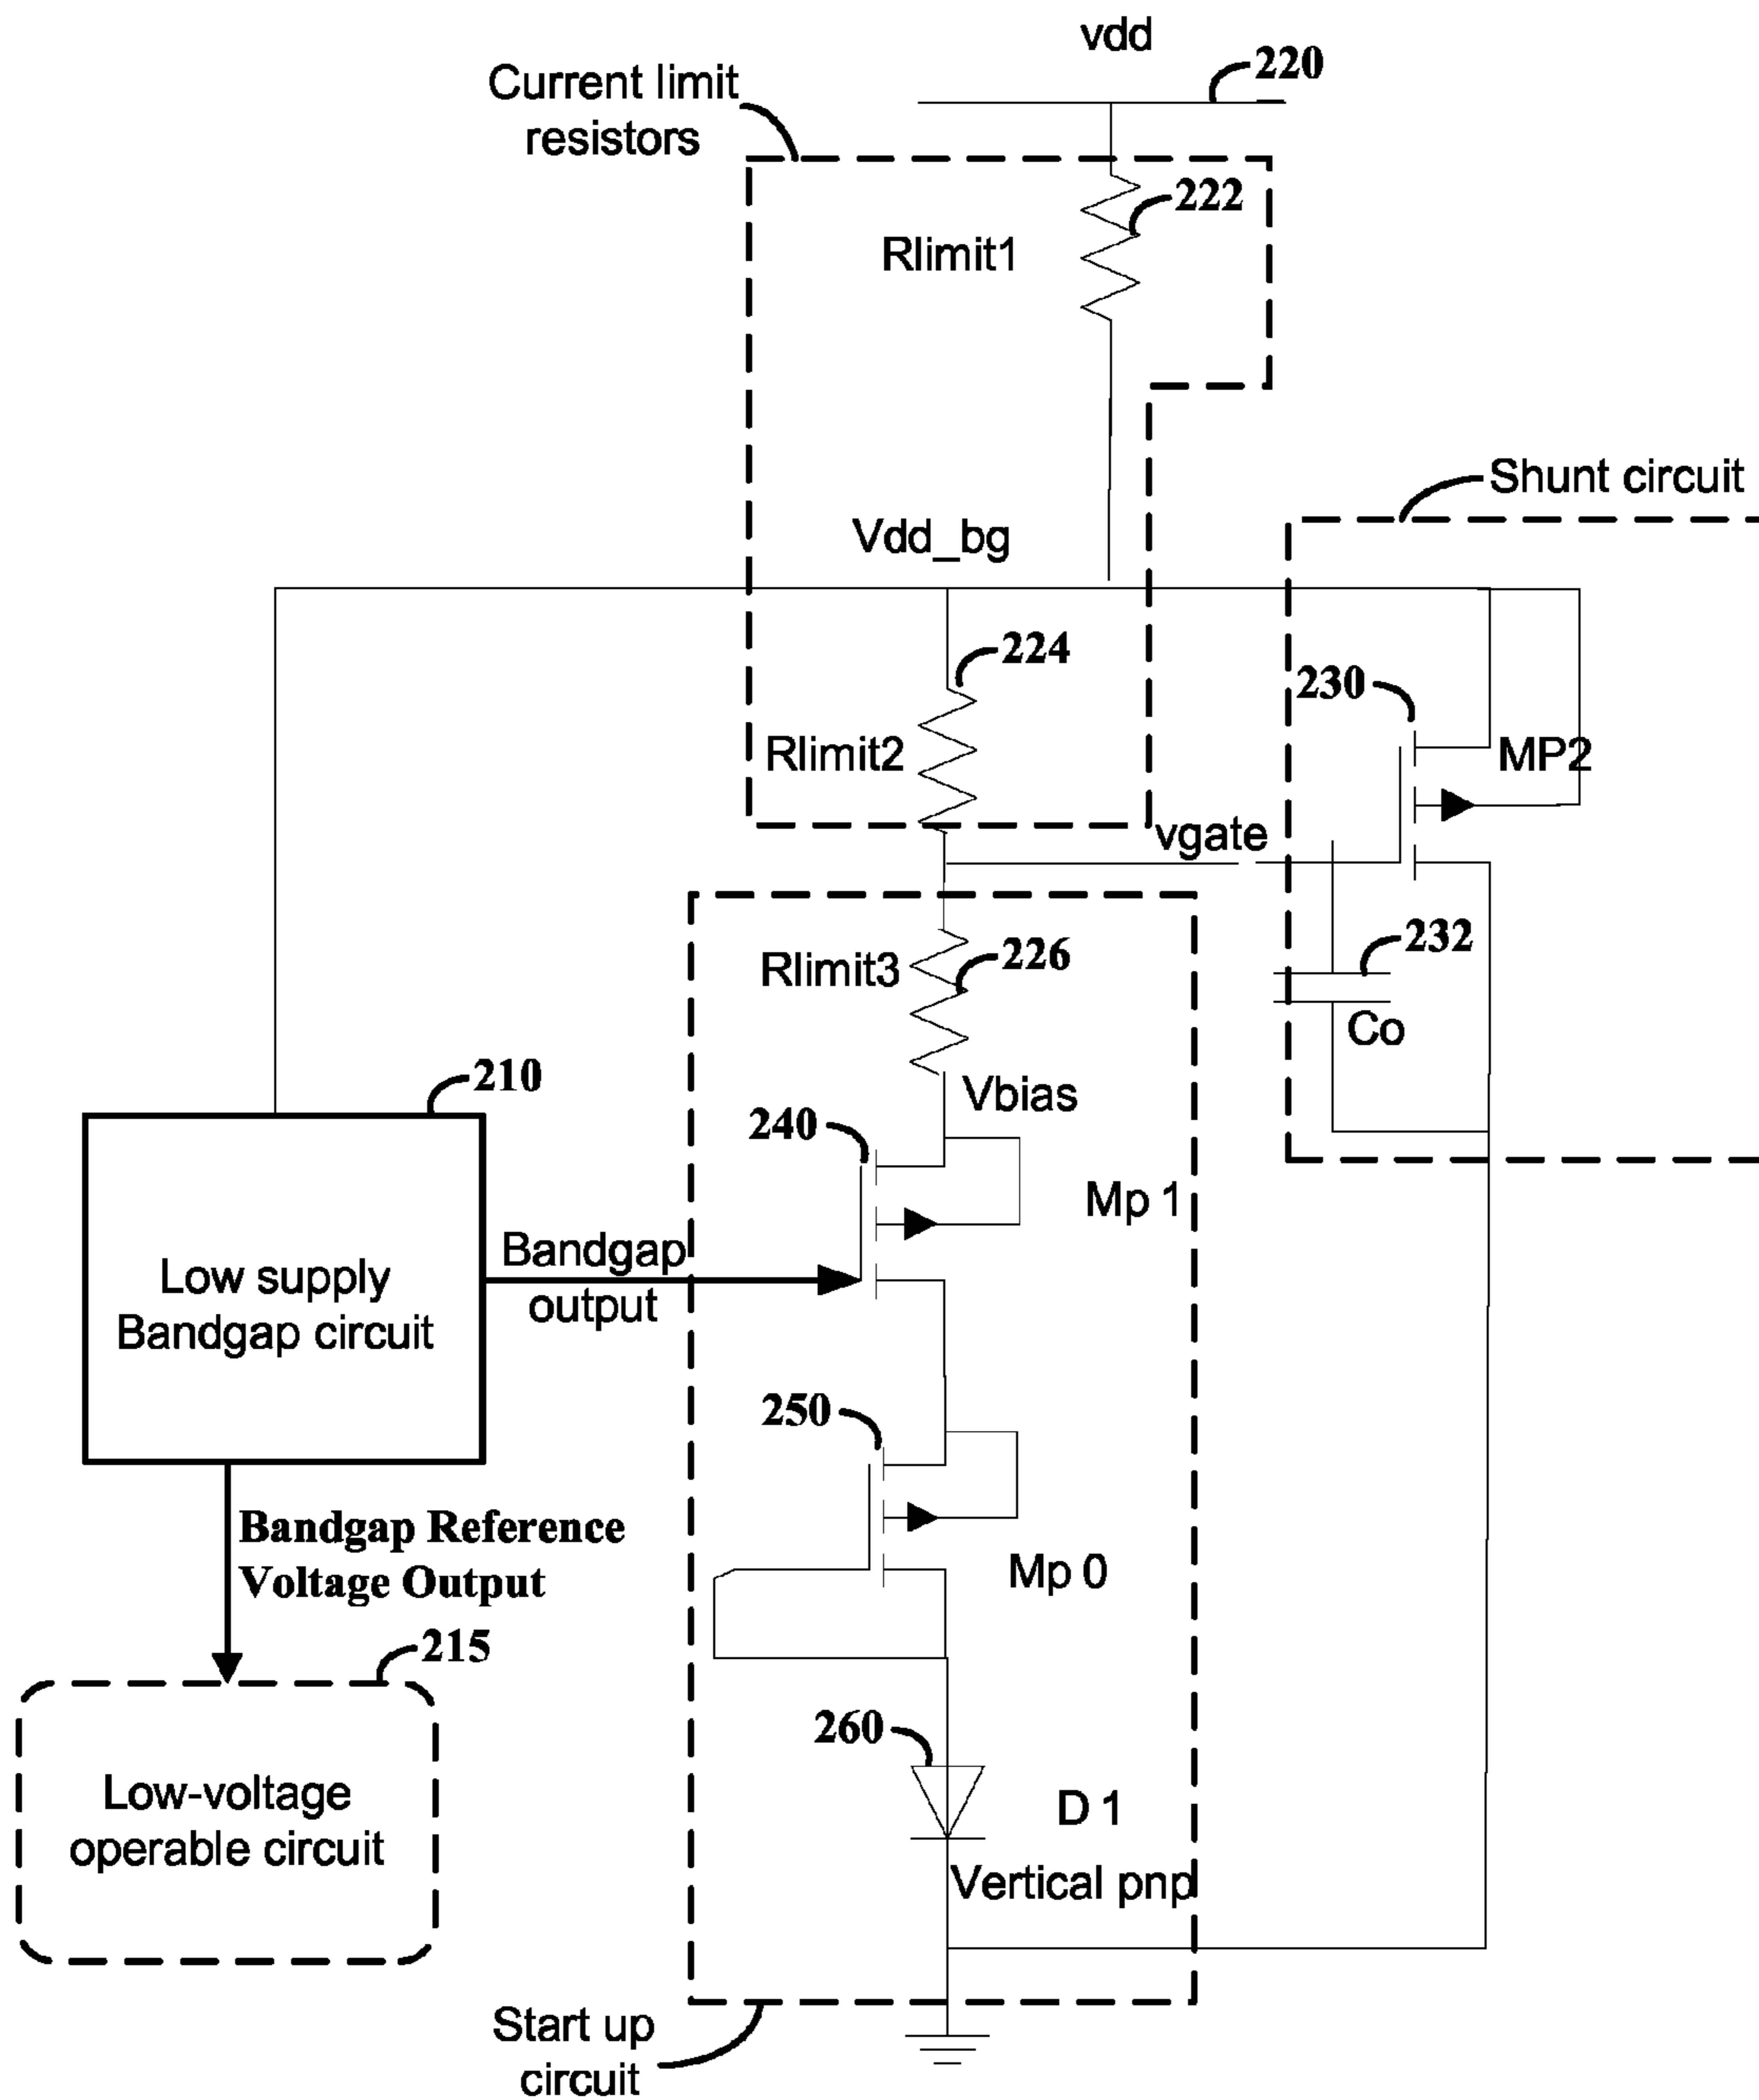 vdd
220
Current limit
resistors
222
Rlimit1
Shunt circuit
Vdd_bg
224
230
Rlimit2
MP2
vgate
Rlimit3
226
232
Co
Vbias
210
240
Mp 1
Bandgap
output
Low supply
Bandgap circuit
250
Bandgap Reference
Voltage Output
Mp 0
215
260
Low-voltage
operable circuit
D 1
Vertical pnp
Start up
circuit